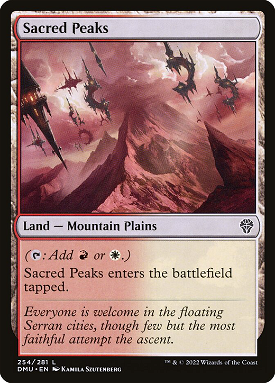 Sacred Peaks
Land — Mountain Plains
(T: Add R or W.)
Sacred Peaks enters the battlefield
tapped.
Everyone is welcome in the floating
Serran cities, though few but the most
faithful attempt the ascent.
254/281 L
DMU • EN Kamila Szutenberg
™ & © 2022 Wizards of the Coast